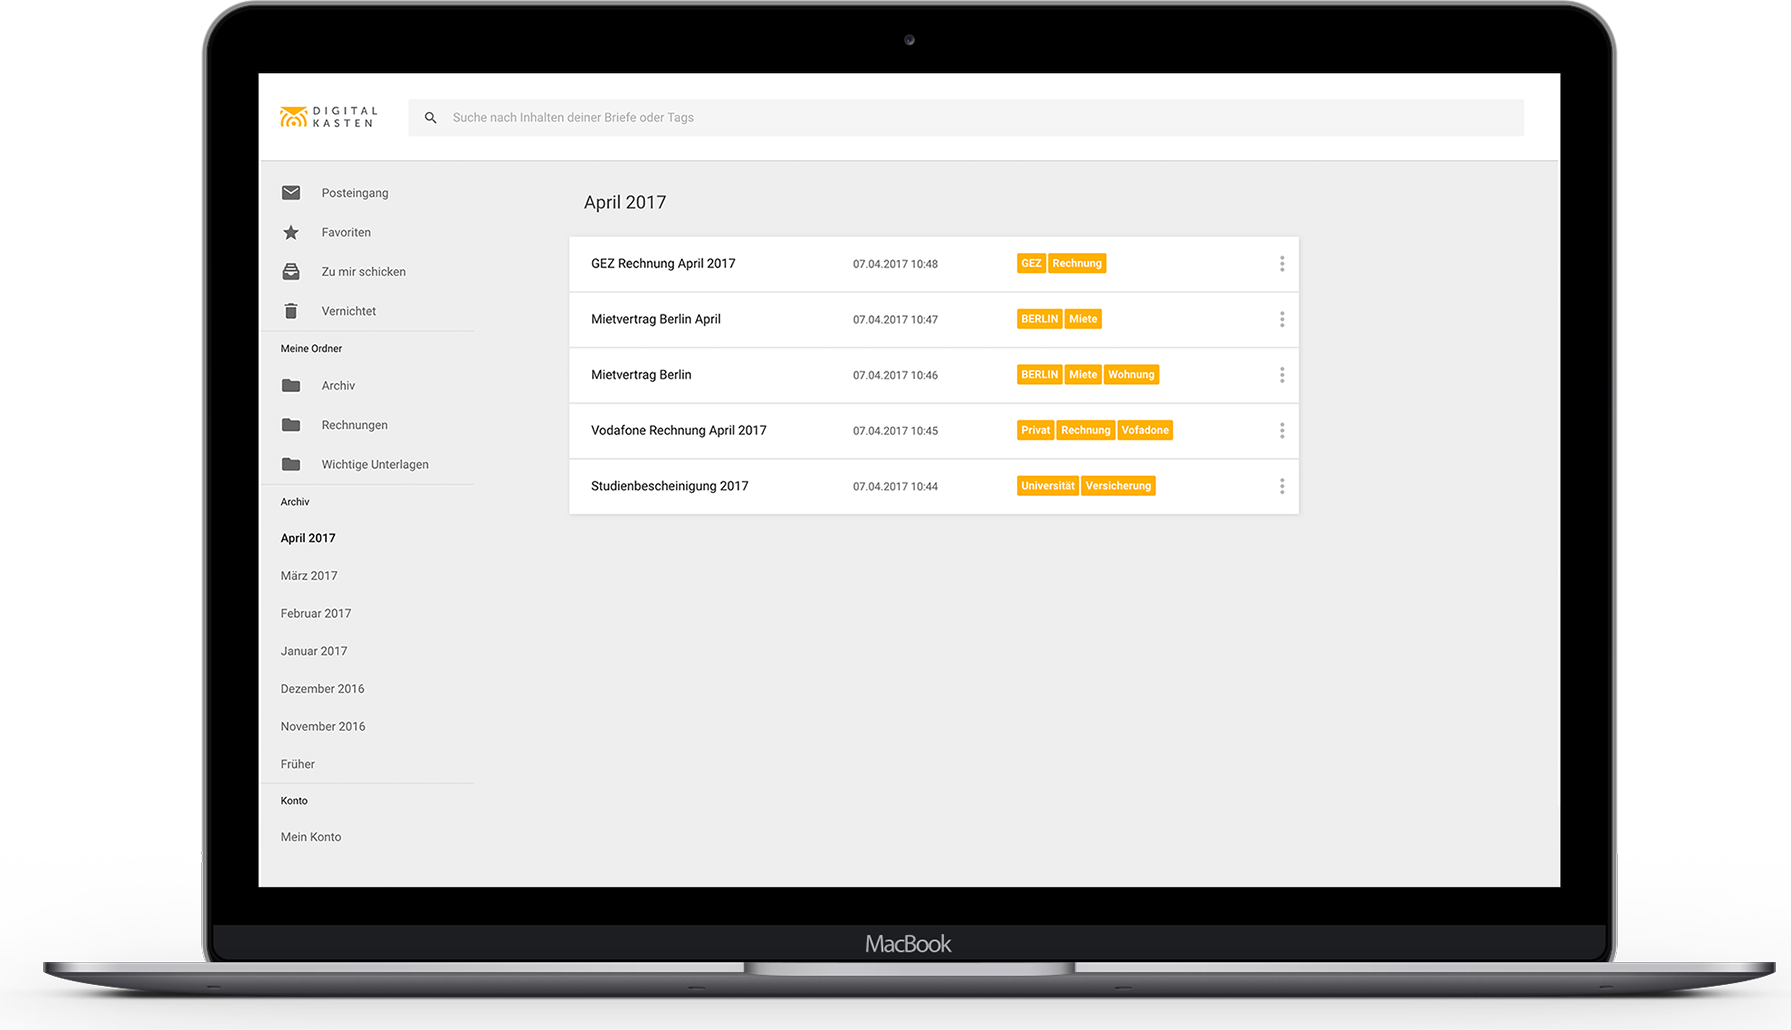 DIGITAL
KASTEN
Suche nach Inhalten deiner Briefe oder Tags
Posteingang
Favoriten
Zu mir schicken
Vernichtet
Meine Ordner
Archiv
Rechnungen
Wichtige Unterlagen
Archiv
April 2017
März 2017
Februar 2017
Januar 2017
Dezember 2016
November 2016
Früher
Konto
Mein Konto
April 2017
GEZ Rechnung April 2017 07.04.2017 10:48 GEZ Rechnung
Mietvertrag Berlin April 07.04.2017 10:47 BERLIN Miete
Mietvertrag Berlin 07.04.2017 10:46 BERLIN Miete Wohnung
Vodafone Rechnung April 2017 07.04.2017 10:45 Privat Rechnung Vofadone
Studienbescheinigung 2017 07.04.2017 10:44 Universität Versicherung
MacBook